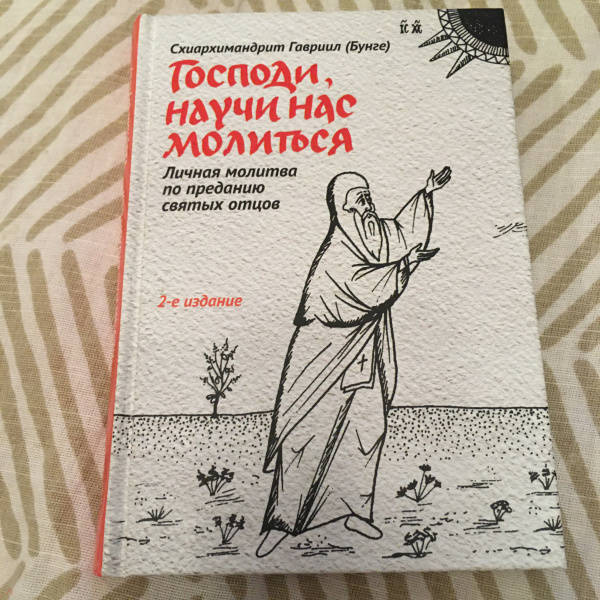 Схиархимандрит Гавриил (Бунге)
Господи,
научи нас
молиться
Личная молитва
по преданию
святых отцов
2-е издание
І҃С Х҃С